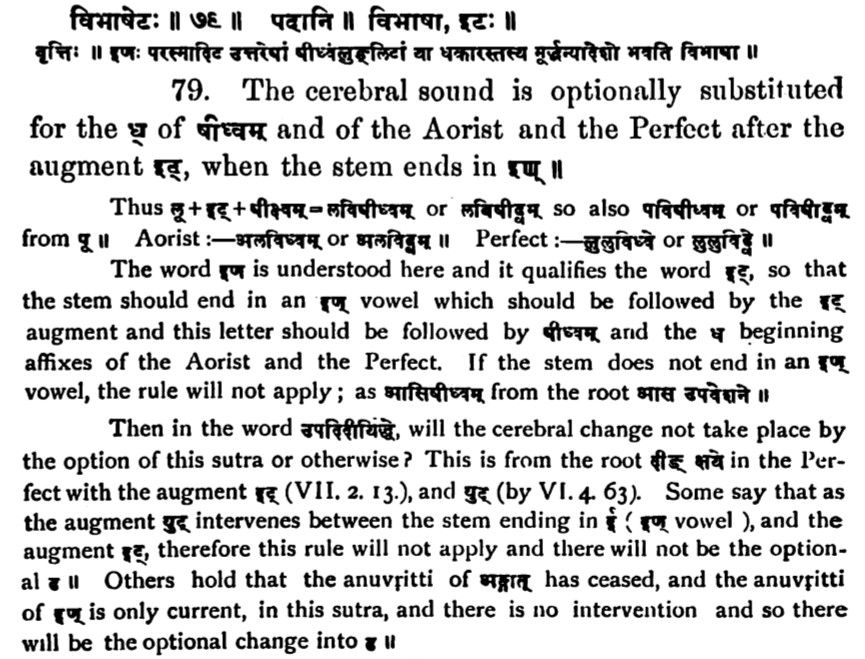 विभाषेटः ॥ ७९ ॥ पदानि ॥ विभाषा, इटः ॥
वृत्तिः ॥ इणः परस्मादिट उत्तरेषां षीध्वंलुङ्लिटां यो धकारस्तस्य मूर्द्धन्यादेशो भवति विभाषा ॥
79. The cerebral sound is optionally substituted
for the ध् of षीध्वम् and of the Aorist and the Perfect after the
augment इट्, when the stem ends in इण् ॥
Thus लू+इट्+षीध्वम्=लविषीध्वम् or लविषीढ्वम् so also पविषीध्वम् or पविषीढ्वम्
from पू ॥ Aorist :—अलविध्वम् or अलविढ्वम् ॥ Perfect :—लुलुविध्वे or लुलुविढ्वे ॥
The word इण is understood here and it qualifies the word इट्, so that
the stem should end in an इण् vowel which should be followed by the इट्
augment and this letter should be followed by षीध्वम् and the ध beginning
affixes of the Aorist and the Perfect. If the stem does not end in an इण्
vowel, the rule will not apply ; as आसिषीध्वम् from the root आस उपवेशने ॥
Then in the word उपदिदीयिद्ध्वे, will the cerebral change not take place by
the option of this sutra or otherwise? This is from the root दीङ् क्षये in the Per-
fect with the augment इट् (VII. 2. 13.), and युट् (by VI. 4. 63). Some say that as
the augment युट् intervenes between the stem ending in ई ( इण् vowel ), and the
augment इट्, therefore this rule will not apply and there will not be the option-
al ढ ॥ Others hold that the anuvṛitti of अङ्गात् has ceased, and the anuvṛitti
of इण् is only current, in this sutra, and there is no intervention and so there
will be the optional change into ढ ॥